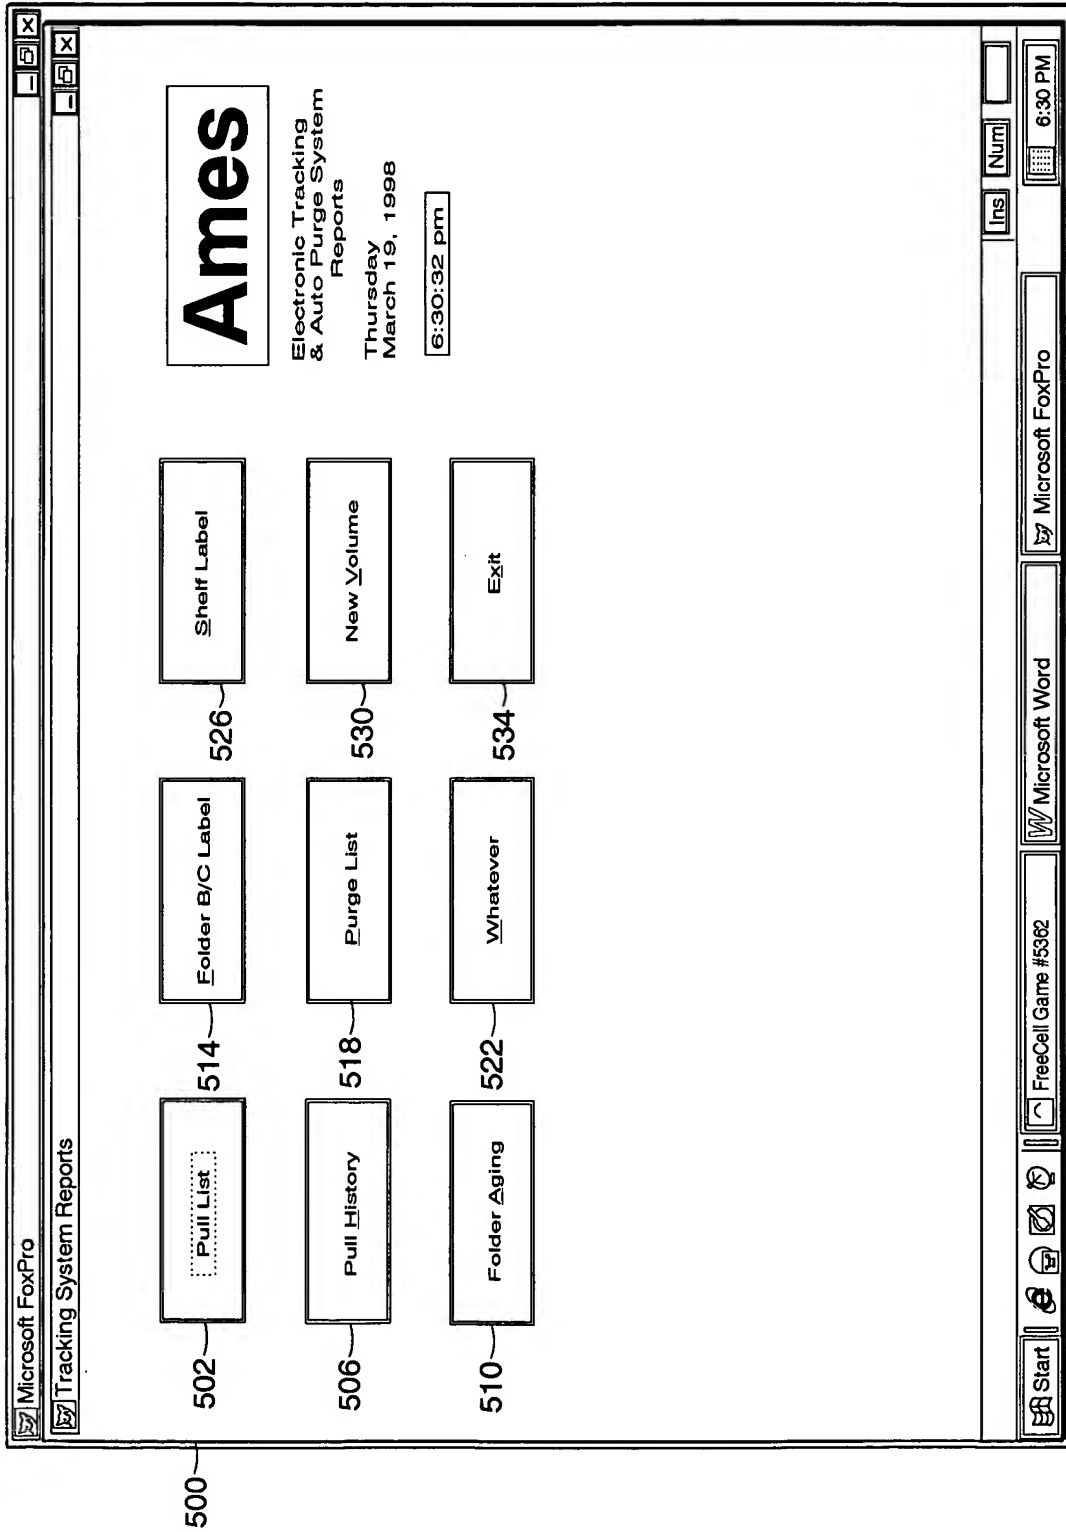 Microsoft FoxPro
Tracking System Reports
500
502
Pull List
514
Folder B/C Label
526
Shelf Label
Ames
Electronic Tracking
& Auto Purge System
Reports
Thursday
March 19, 1998
6:30:32 pm
506
Pull History
518
Purge List
530
New Volume
510
Folder Aging
522
Whatever
534
Exit
Ins
Num
Start
FreeCell Game #5362
W Microsoft Word
Microsoft FoxPro
6:30 PM